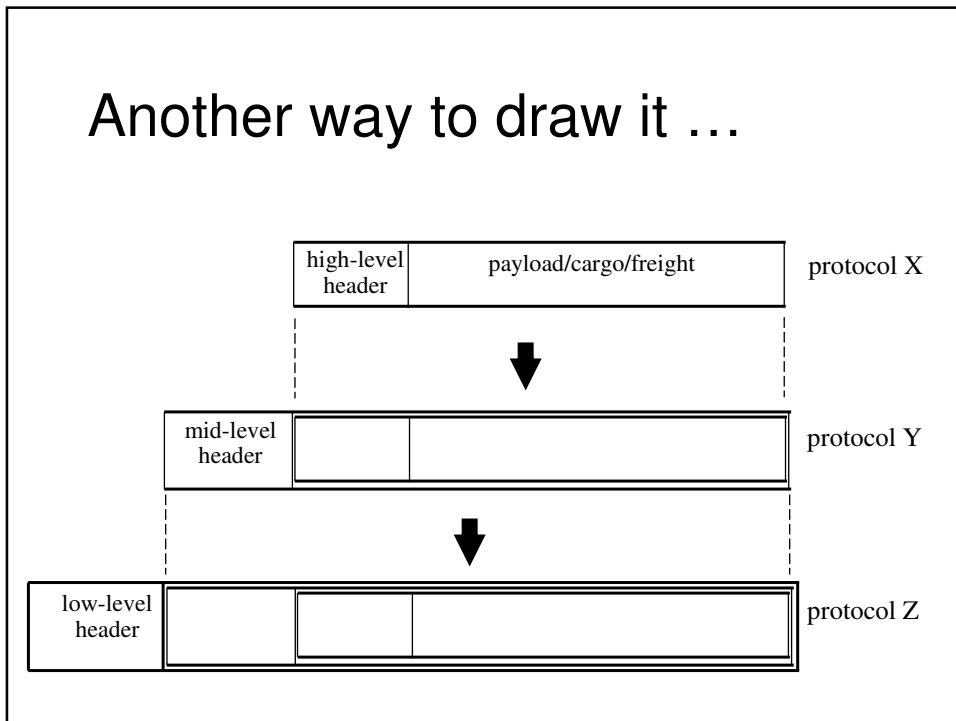 Another way to draw it …
high-level
header
payload/cargo/freight
protocol X
mid-level
header
protocol Y
low-level
header
protocol Z